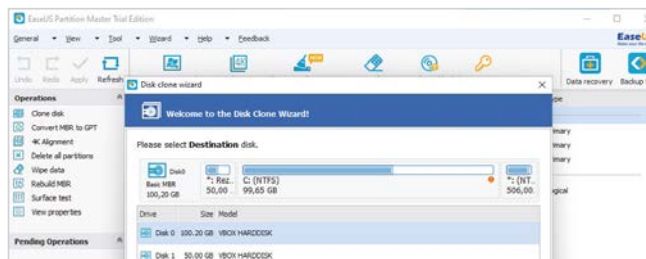 EaseUS Partition Master Trial Edition
General View Tool Wizard Help Feedback
EaseU
Undo Redo Apply Refresh
Data recovery Backup
Disk clone wizard
Operations
Clone disk
Convert MBR to GPT
4K Alignment
Delete all partitions
Wipe data
Rebuild MBR
Surface test
View properties
Pending Operations
Welcome to the Disk Clone Wizard!
Please select Destination disk.
Disk0
Basic MBR
100,20 GB
*: Rez..
50,00 ..
C: (NTFS)
99,65 GB
*: (NT..
506,00..
Drive Size Model
Disk 0 100.20 GB VBOX HARDDISK
Disk 1 50.00 GB VBOX HARDDISK
ype
mary
mary
mary
ogical